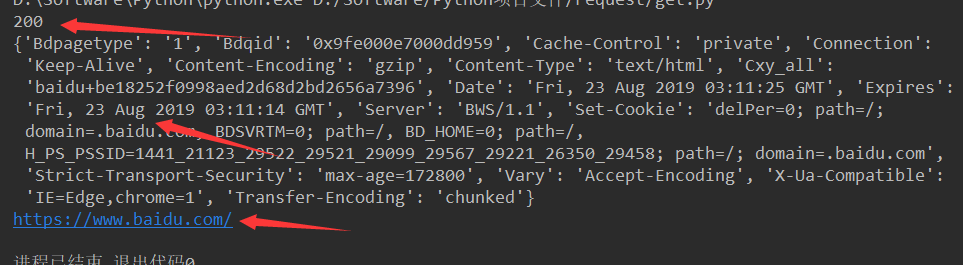 D:\Software\Python\python.exe D:/Software/Python项目文件/request/get.py
200
{'Bdpagetype': '1', 'Bdqid': '0x9fe000e7000dd959', 'Cache-Control': 'private', 'Connection':
'Keep-Alive', 'Content-Encoding': 'gzip', 'Content-Type': 'text/html', 'Cxy_all':
'baidu+be18252f0998aed2d68d2bd2656a7396', 'Date': 'Fri, 23 Aug 2019 03:11:25 GMT', 'Expires':
'Fri, 23 Aug 2019 03:11:14 GMT', 'Server': 'BWS/1.1', 'Set-Cookie': 'delPer=0; path=/;
domain=.baidu.com, BDSVRTM=0; path=/, BD_HOME=0; path=/,
H_PS_PSSID=1441_21123_29522_29521_29099_29567_29221_26350_29458; path=/; domain=.baidu.com',
'Strict-Transport-Security': 'max-age=172800', 'Vary': 'Accept-Encoding', 'X-Ua-Compatible':
'IE=Edge,chrome=1', 'Transfer-Encoding': 'chunked'}
https://www.baidu.com/
进程已结束,退出代码0